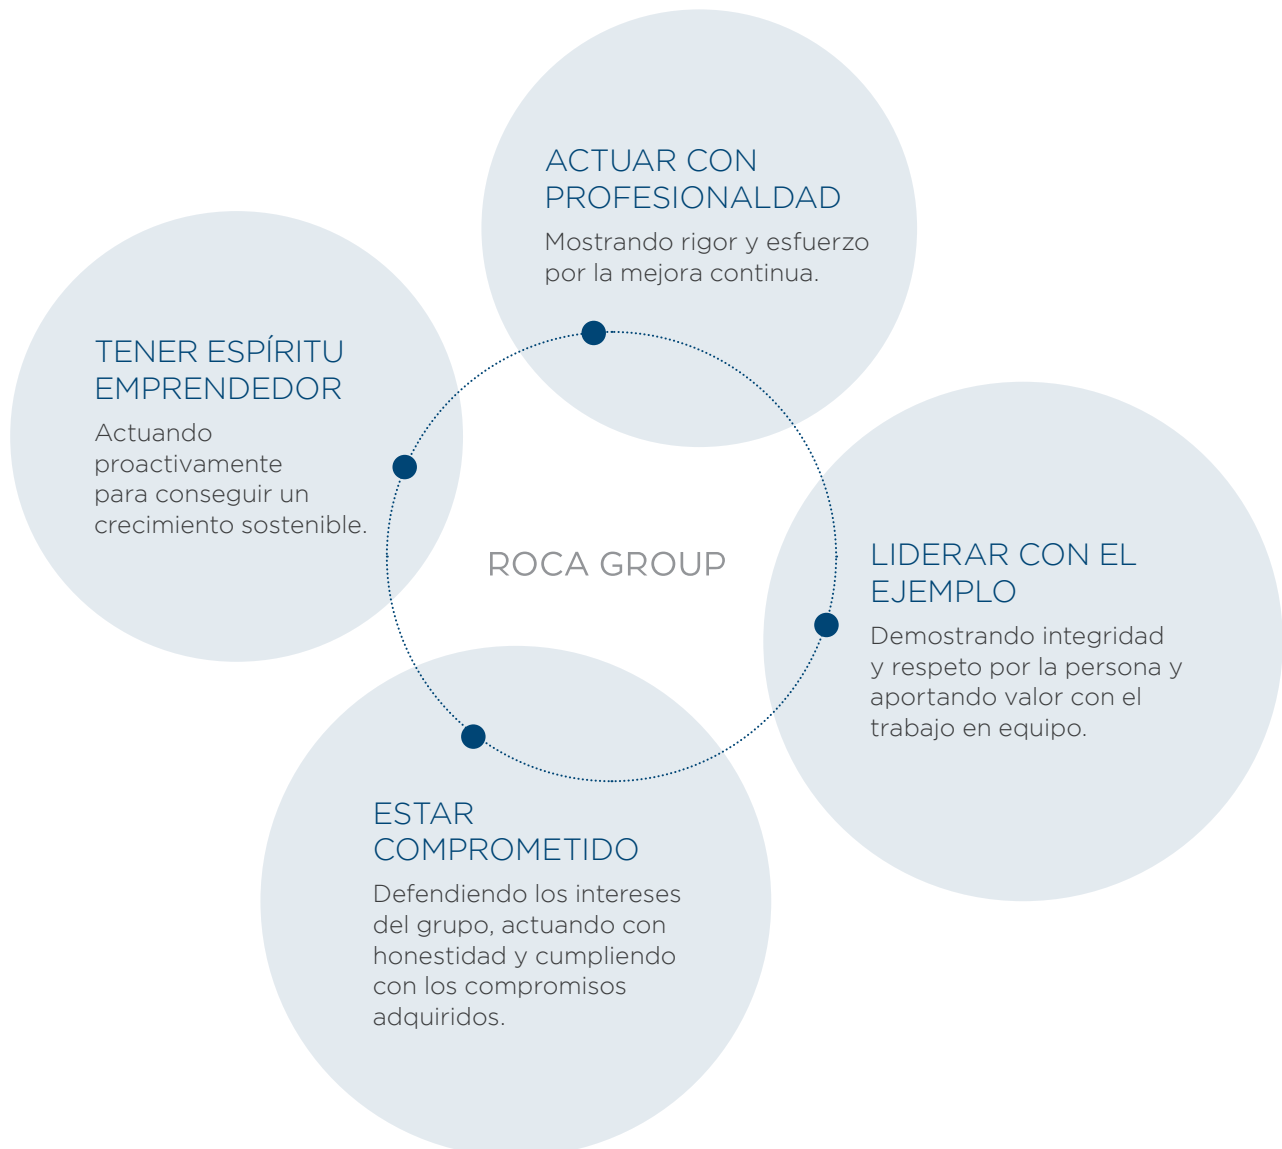 ACTUAR CON
PROFESIONALDAD
Mostrando rigor y esfuerzo
por la mejora continua.
TENER ESPÍRITU
EMPRENDEDOR
Actuando
proactivamente
para conseguir un
crecimiento sostenible.
ROCA GROUP
LIDERAR CON EL
EJEMPLO
Demostrando integridad
y respeto por la persona y
aportando valor con el
trabajo en equipo.
ESTAR
COMPROMETIDO
Defendiendo los intereses
del grupo, actuando con
honestidad y cumpliendo
con los compromisos
adquiridos.